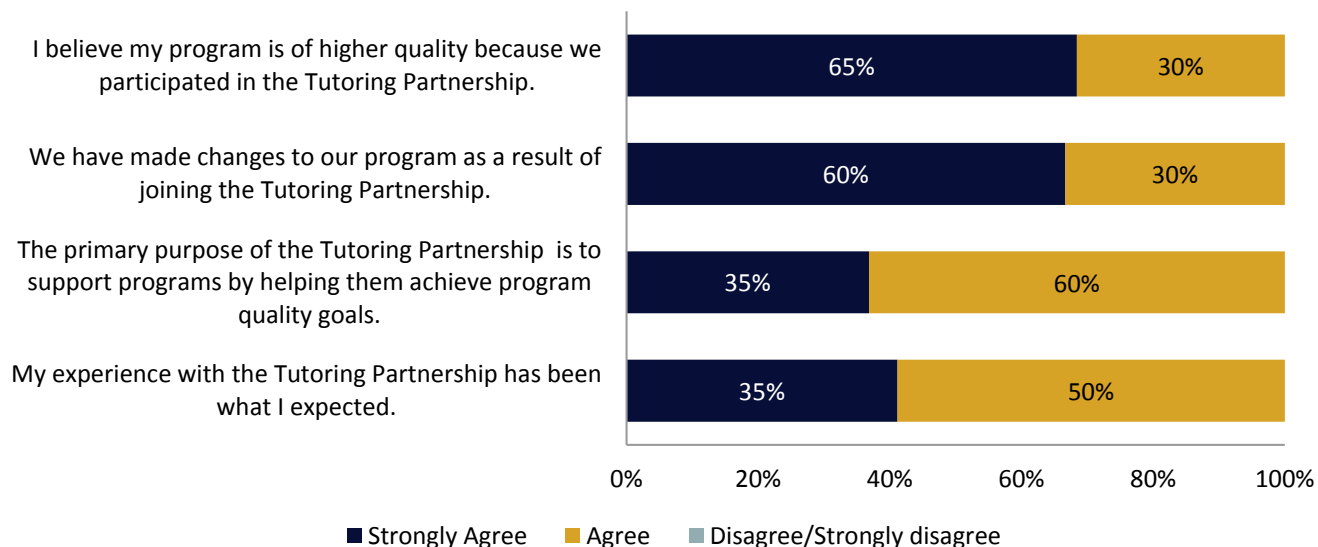 I believe my program is of higher quality because we
participated in the Tutoring Partnership.
65%
30%
We have made changes to our program as a result of
joining the Tutoring Partnership.
60%
30%
The primary purpose of the Tutoring Partnership  is to
support programs by helping them achieve program
quality goals.
35%
60%
My experience with the Tutoring Partnership has been
what I expected.
35%
50%
0% 20% 40% 60% 80% 100%
Strongly Agree Agree Disagree/Strongly disagree